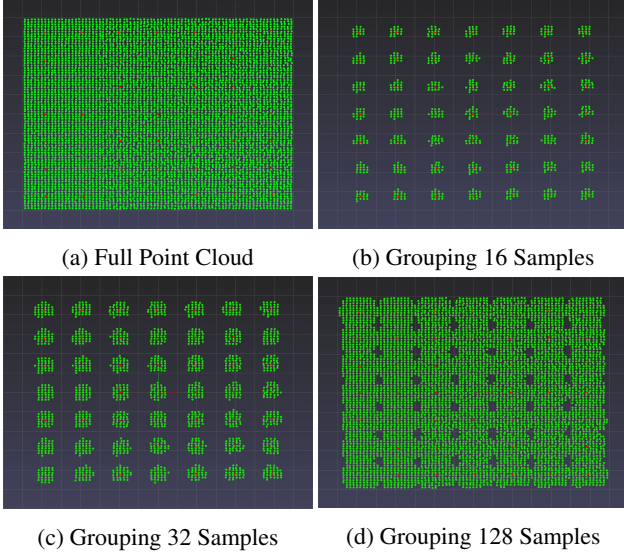 (a) Full Point Cloud
(b) Grouping 16 Samples
(c) Grouping 32 Samples
(d) Grouping 128 Samples